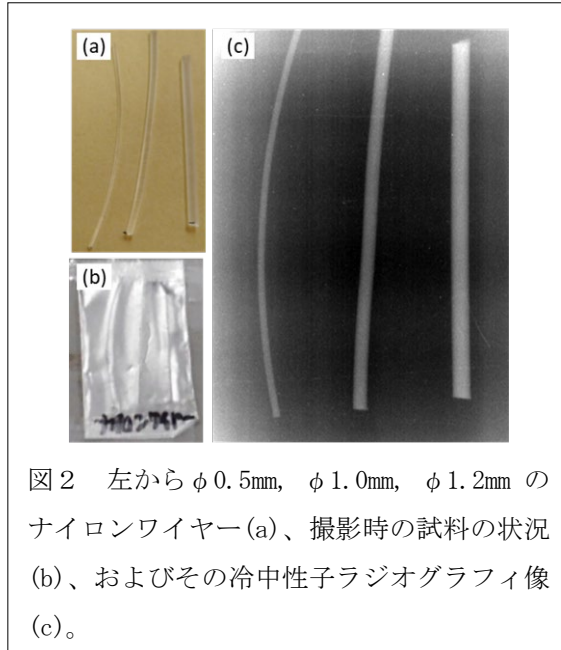 (a)
(c)
(b)
ナイロンワイヤー
図２　左からφ0.5㎜, φ1.0㎜, φ1.2㎜ の
ナイロンワイヤー(a)、撮影時の試料の状況
(b)、およびその冷中性子ラジオグラフィ像
(c)。